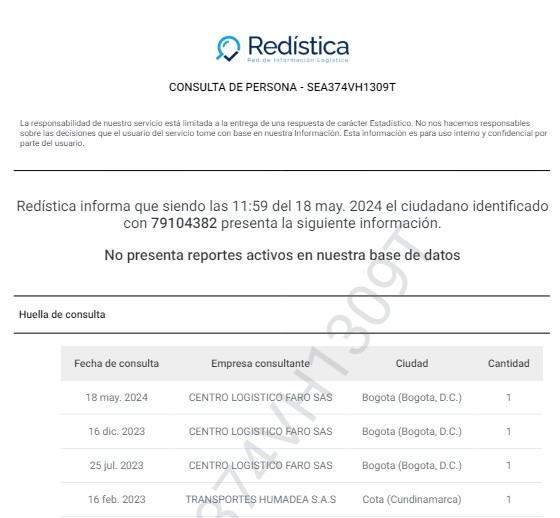 Redística
Red de Información Logística
CONSULTA DE PERSONA - SEA374VH1309T
La responsabilidad de nuestro servicio está limitada a la entrega de una respuesta de carácter Estadístico. No nos hacemos responsables
sobre las decisiones que el usuario del servicio tome con base en nuestra Información. Esta información es para uso interno y confidencial por
parte del usuario.
Redística informa que siendo las 11:59 del 18 may. 2024 el ciudadano identificado
con 79104382 presenta la siguiente información.
No presenta reportes activos en nuestra base de datos
Huella de consulta
Fecha de consulta Empresa consultante Ciudad Cantidad
18 may. 2024 CENTRO LOGISTICO FARO SAS Bogota (Bogota, D.C.) 1
16 dic. 2023 CENTRO LOGISTICO FARO SAS Bogota (Bogota, D.C.) 1
25 jul. 2023 CENTRO LOGISTICO FARO SAS Bogota (Bogota, D.C.) 1
16 feb. 2023 TRANSPORTES HUMADEA S.A.S Cota (Cundinamarca) 1
374VH1309T